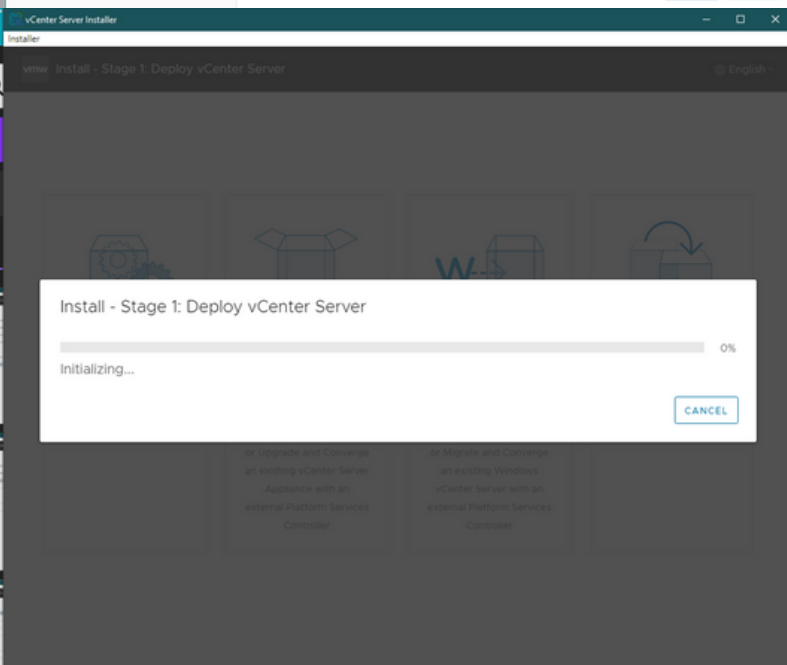 vCenter Server Installer
Installer
vmw Install - Stage 1: Deploy vCenter Server
English
W
Install - Stage 1: Deploy vCenter Server
0%
Initializing...
CANCEL
or Upgrade and Converge
an existing vCenter Server
Appliance with an
external Platform Services
Controller
or Migrate and Converge
an existing Windows
vCenter Server with an
external Platform Services
Controller